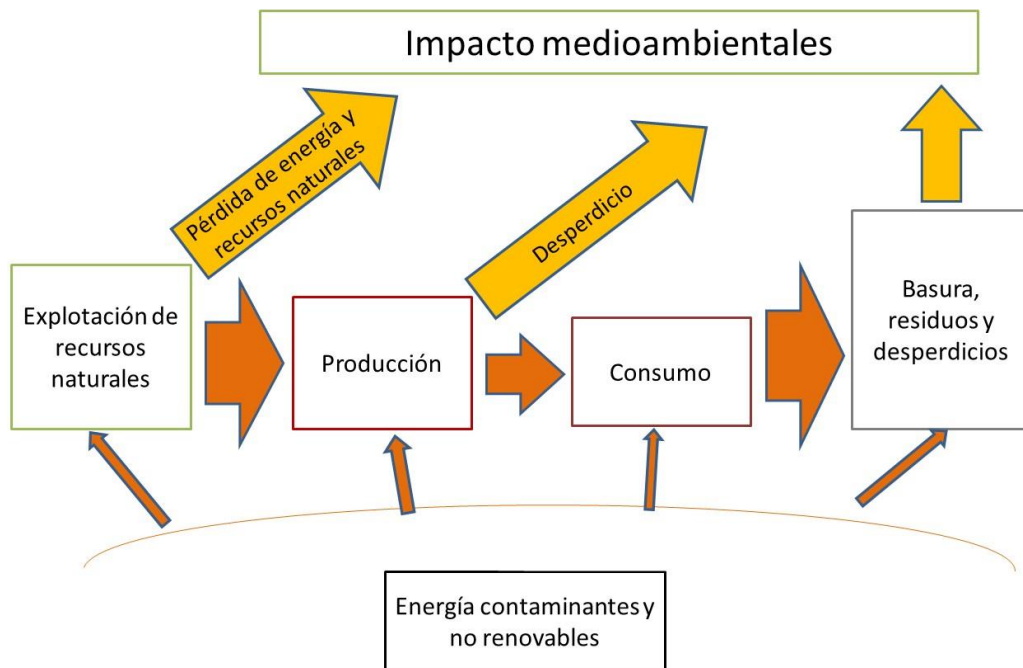 Impacto medioambientales
Pérdida de energía y
recursos naturales
Desperdicio
Explotación de
recursos
naturales
Producción
Consumo
Basura,
residuos y
desperdicios
Energía contaminantes y
no renovables